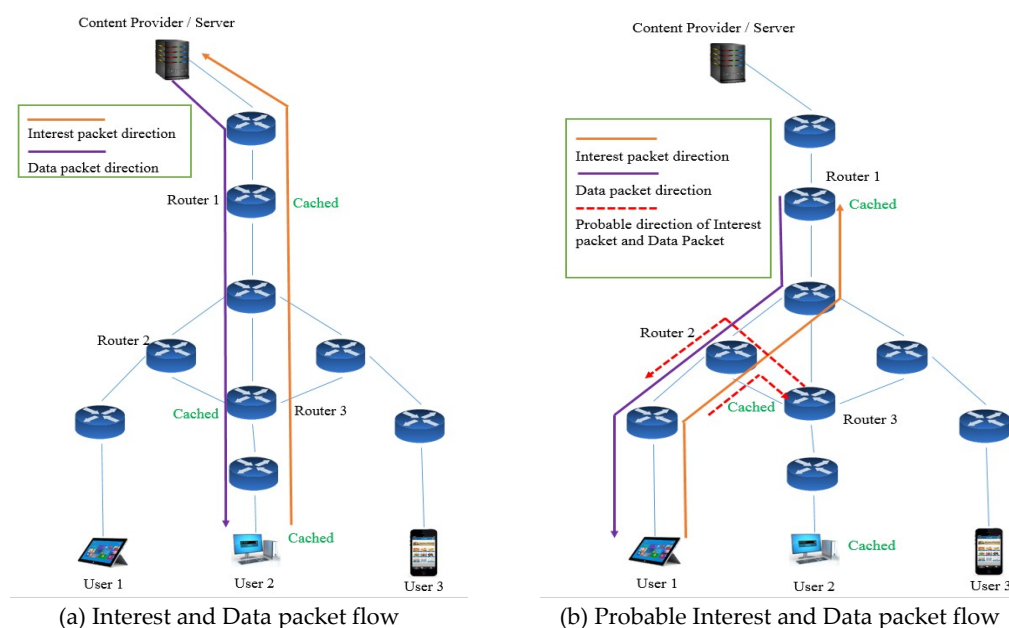 Content Provider / Server
Interest packet direction
Data packet direction
Router 1
Cached
Router 2
Cached
Router 3
Cached
User 1
User 2
User 3
(a) Interest and Data packet flow
Content Provider / Server
Interest packet direction
Data packet direction
Probable direction of Interest
packet and Data Packet
Router 1
Cached
Router 2
Cached
Router 3
Cached
User 1
User 2
User 3
(b) Probable Interest and Data packet flow